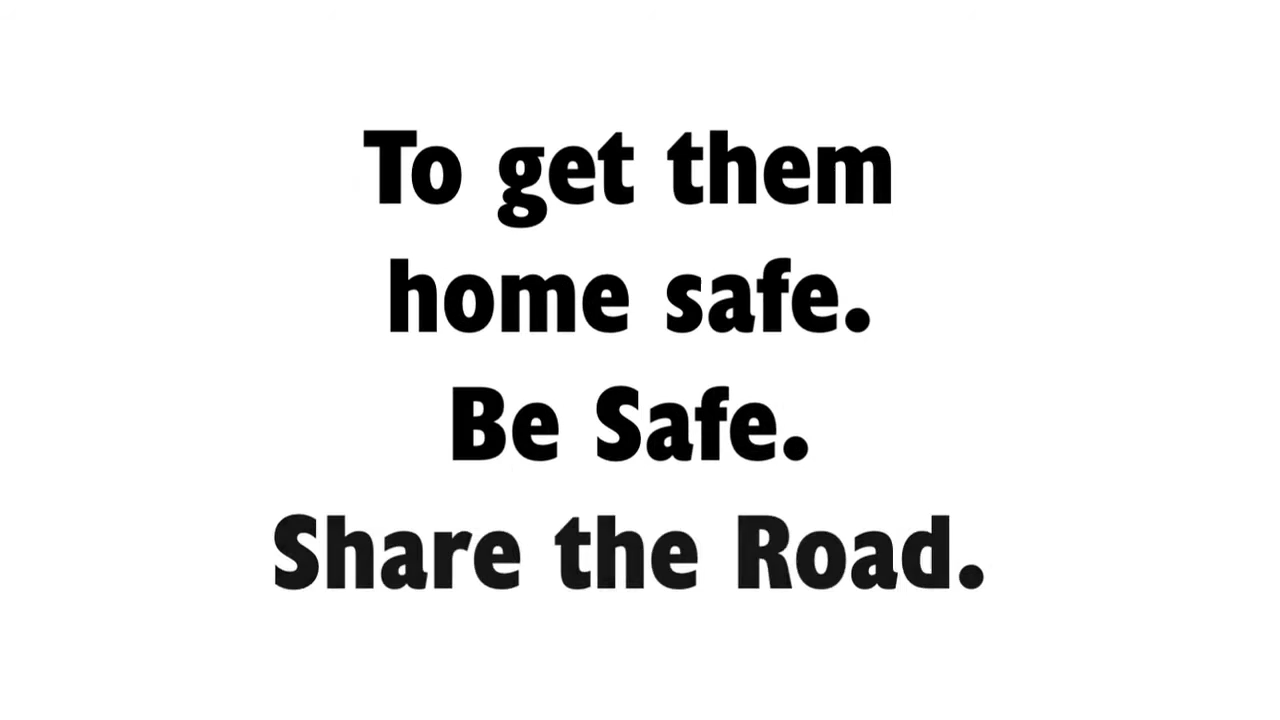 To get them
home safe.
Be Safe.
Share the Road.